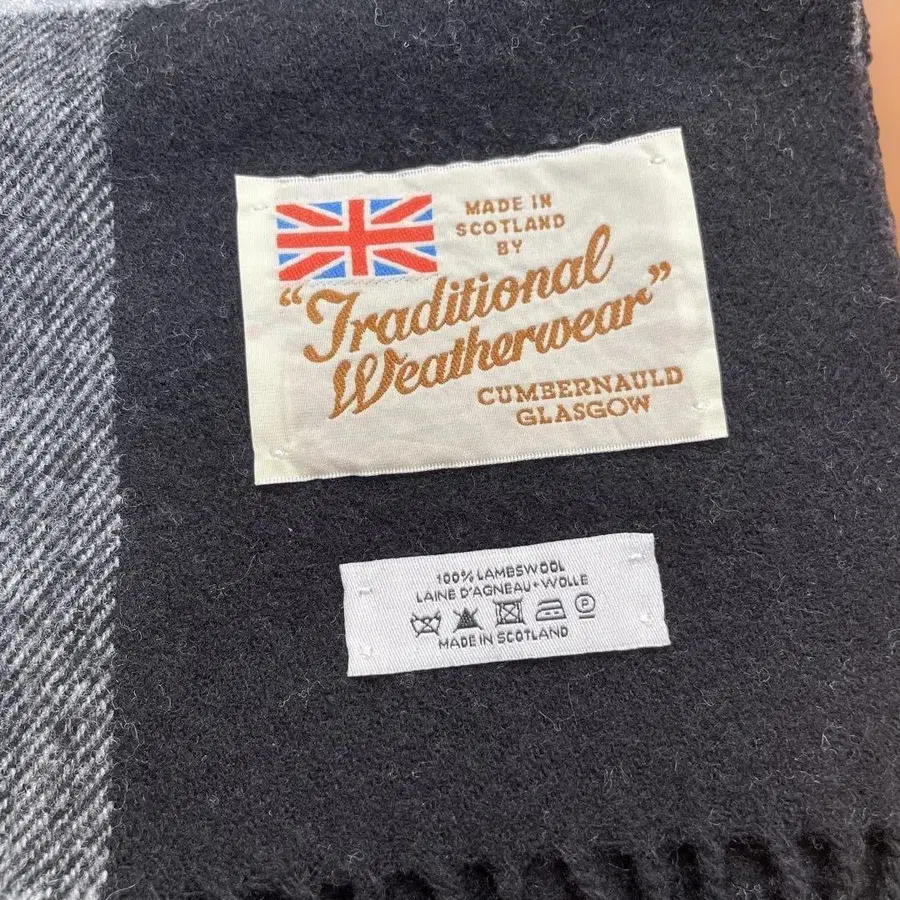 MADE IN
SCOTLAND
BY
“Traditional
Weatherwear”
CUMBERNAULD
GLASGOW
100% LAMBSWOOL
LAINE D'AGNEAU • WOLLE
P
MADE IN SCOTLAND